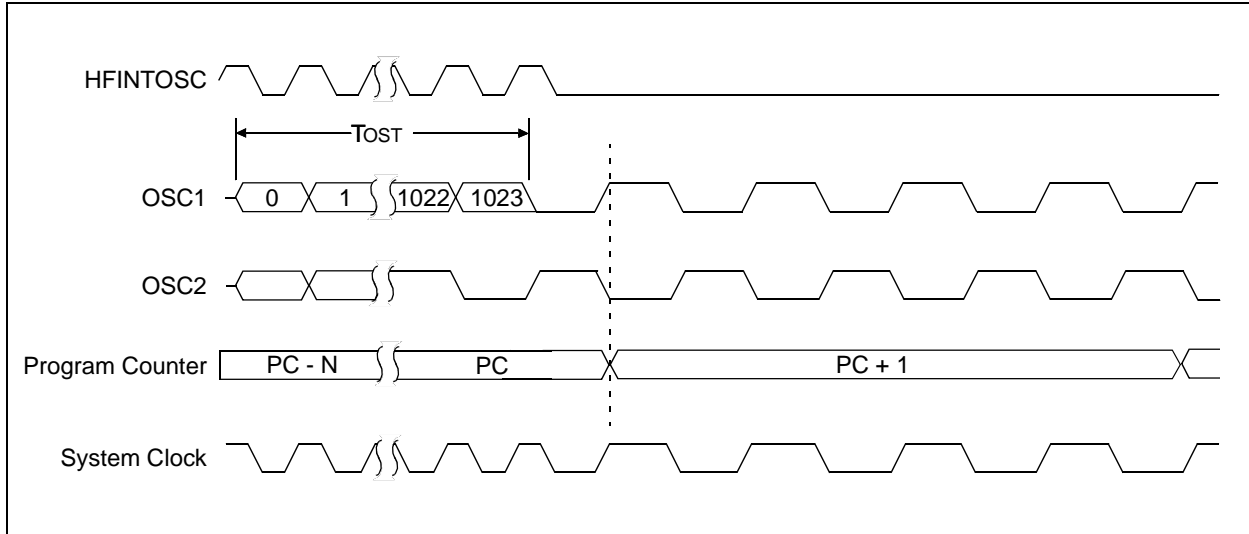 HFINTOSC
TOST
OSC1 0 1 1022 1023
OSC2
Program Counter PC - N PC PC + 1
System Clock